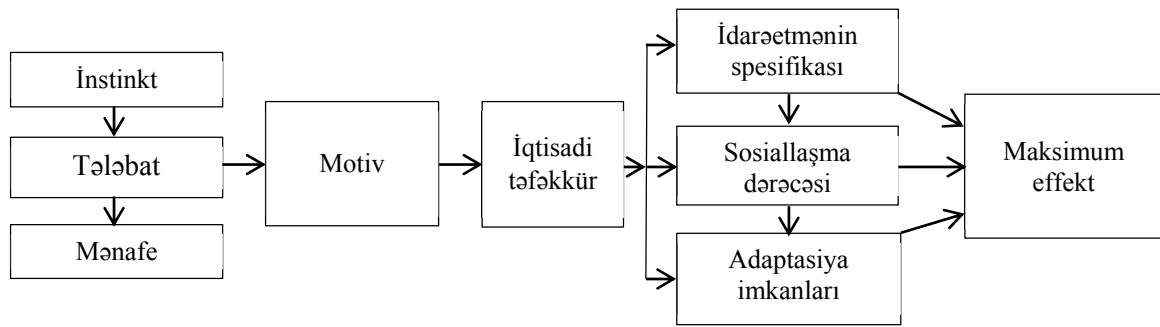 İnstinkt
Tələbat
Mənafe
Motiv
İqtisadi
təfəkkür
İdarəetmənin
spesifikası
Sosiallaşma
dərəcəsi
Adaptasiya
imkanları
Maksimum
effekt